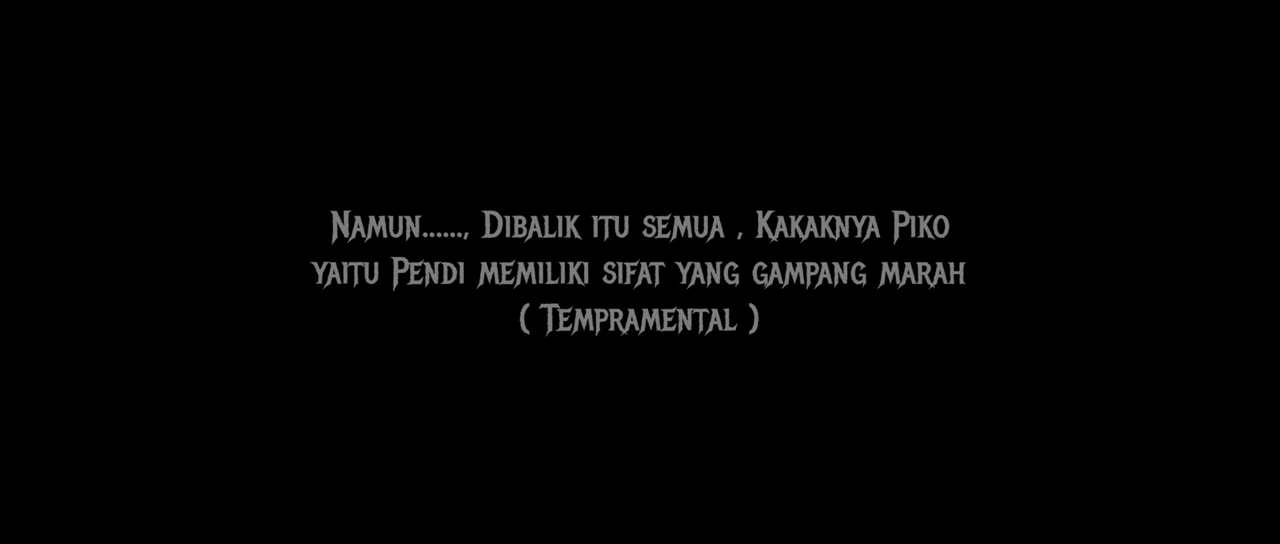 Namun......, Dibalik itu semua , Kakaknya Piko
yaitu Pendi memiliki sifat yang gampang marah
( Tempramental )